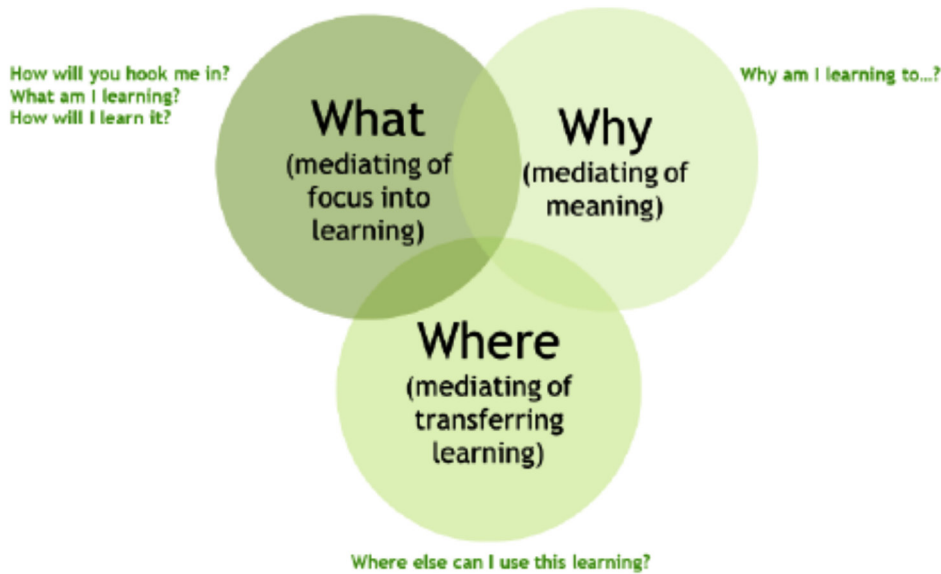 How will you hook me in?
What am I learning?
How will I learn it?
What
(mediating of
focus into
learning)
Why
(mediating of
meaning)
Why am I learning to...?
Where
(mediating of
transferring
learning)
Where else can I use this learning?